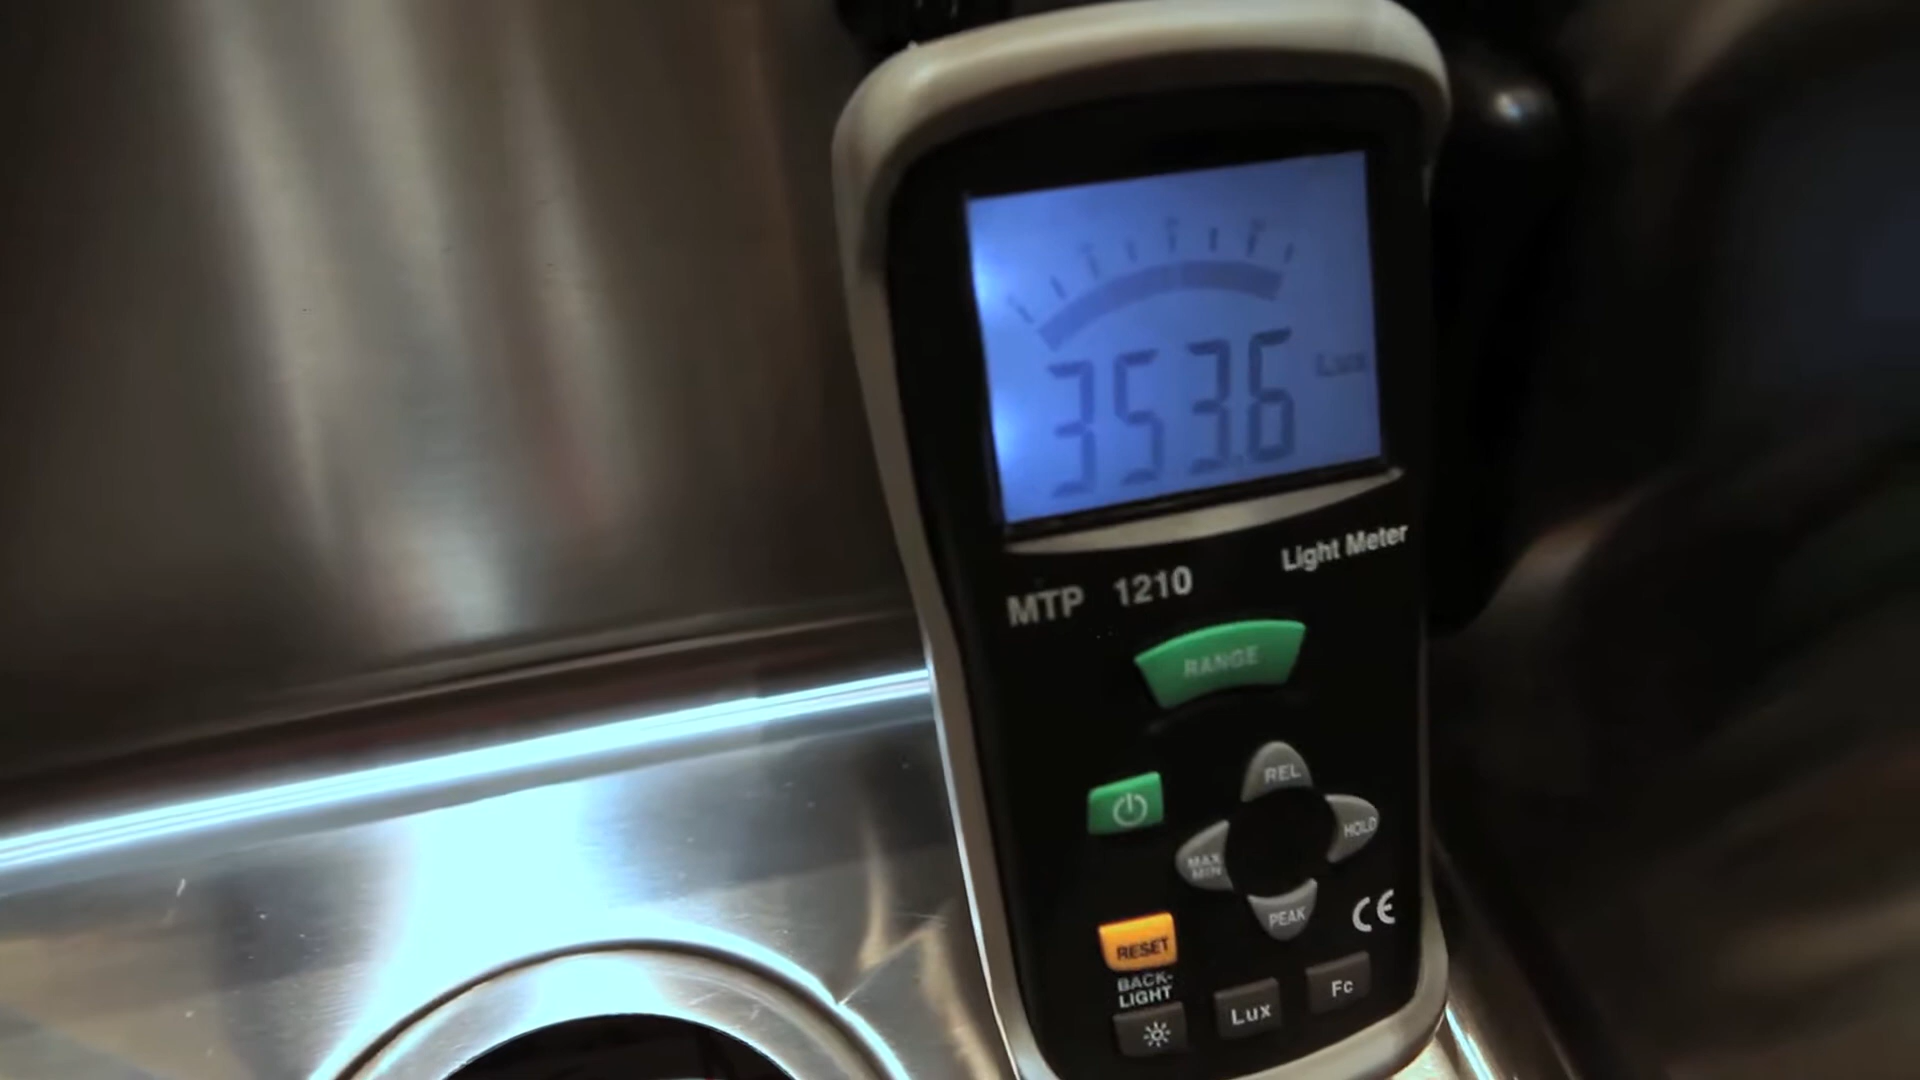 353.6 Lux
Light Meter
MTP 1210
RANGE
REL
HOLD
MAX
MIN
PEAK
CE
RESET
BACK-
LIGHT
Lux
Fc